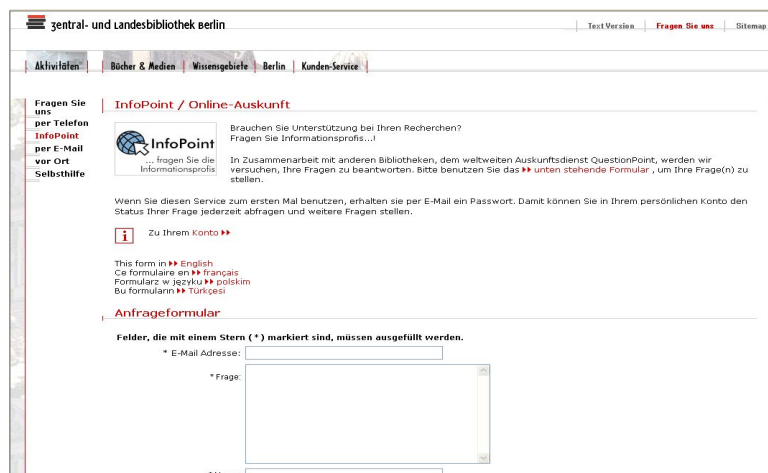 Zentral- und Landesbibliothek Berlin
Text Version | Fragen Sie uns | Sitemap
Aktivitäten | Bücher & Medien | Wissensgebiete | Berlin | Kunden-Service
Fragen Sie uns
per Telefon
InfoPoint
per E-Mail
vor Ort
Selbsthilfe
InfoPoint / Online-Auskunft
InfoPoint
... fragen Sie die
Informationsprofis
Brauchen Sie Unterstützung bei Ihren Recherchen?
Fragen Sie Informationsprofis...!
In Zusammenarbeit mit anderen Bibliotheken, dem weltweiten Auskunftsdienst QuestionPoint, werden wir
versuchen, Ihre Fragen zu beantworten. Bitte benutzen Sie das unten stehende Formular , um Ihre Frage(n) zu
stellen.
Wenn Sie diesen Service zum ersten Mal benutzen, erhalten sie per E-Mail ein Passwort. Damit können Sie in Ihrem persönlichen Konto den
Status Ihrer Frage jederzeit abfragen und weitere Fragen stellen.
i Zu Ihrem Konto
This form in English
Ce formulaire en français
Formularz w języku polskim
Bu formuların Türkçesi
Anfrageformular
Felder, die mit einem Stern (*) markiert sind, müssen ausgefüllt werden.
* E-Mail Adresse:
* Frage: